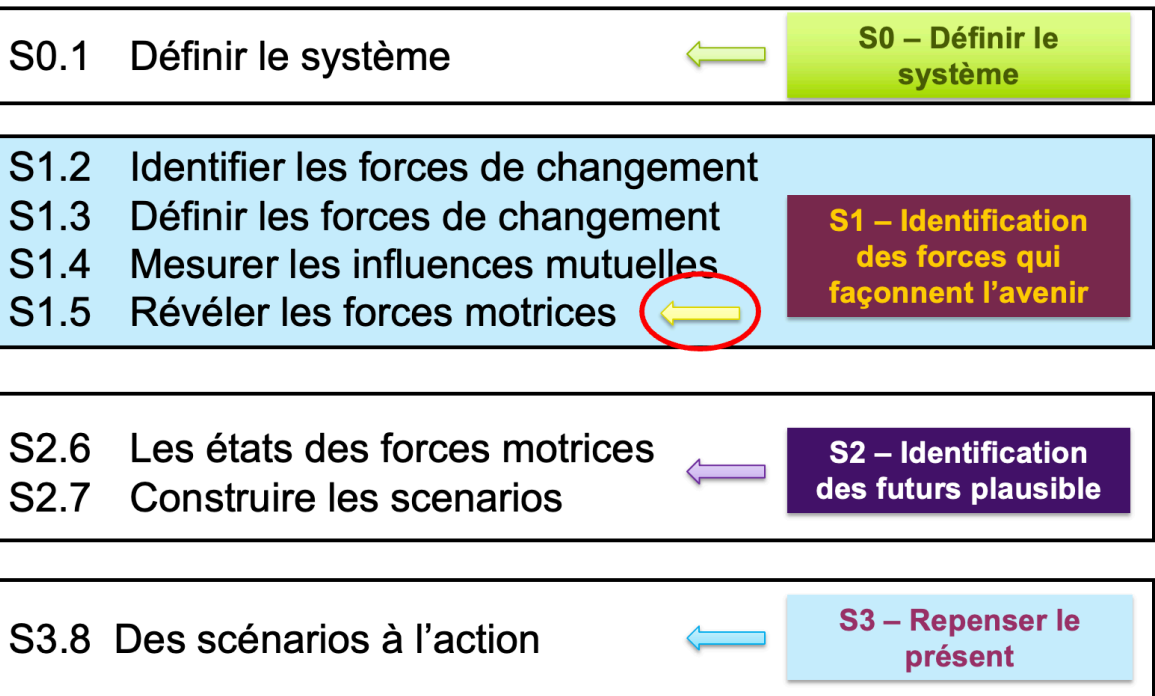 S0.1 Définir le système
S0 – Définir le
système
S1.2 Identifier les forces de changement
S1.3 Définir les forces de changement
S1.4 Mesurer les influences mutuelles
S1.5 Révéler les forces motrices
S1 – Identification
des forces qui
façonnent l’avenir
S2.6 Les états des forces motrices
S2.7 Construire les scenarios
S2 – Identification
des futurs plausible
S3.8 Des scénarios à l’action
S3 – Repenser le
présent